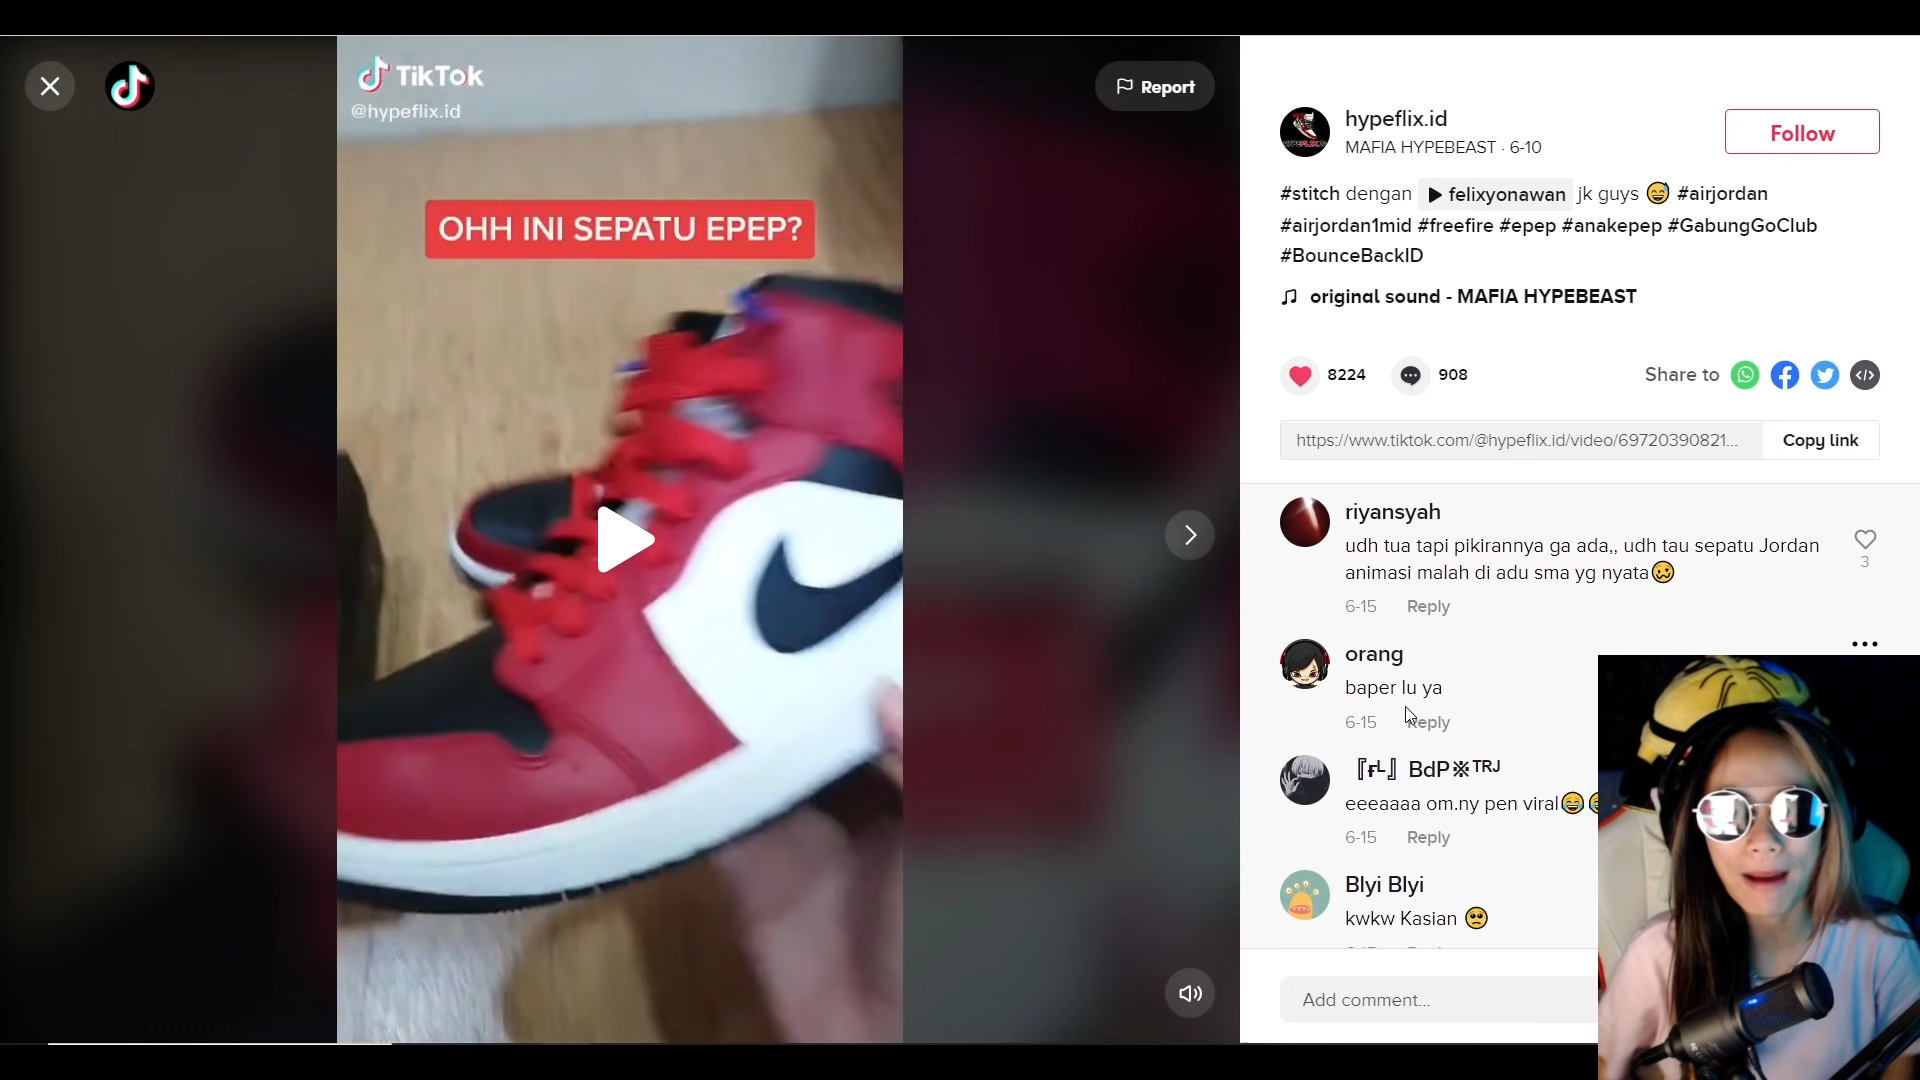 TikTok
@hypeflix.id
Report
OHH INI SEPATU EPEP?
hypeflix.id
MAFIA HYPEBEAST · 6-10
Follow
#stitch dengan felixyonawan jk guys 😅 #airjordan
#airjordan1mid #freefire #epep #anakepep #GabungGoClub
#BounceBackID
original sound - MAFIA HYPEBEAST
8224
908
Share to
https://www.tiktok.com/@hypeflix.id/video/69720390821...
Copy link
riyansyah
udh tua tapi pikirannya ga ada,, udh tau sepatu Jordan
animasi malah di adu sma yg nyata🥴
3
6-15 Reply
orang
baper lu ya
6-15 Reply
BdP※ᵀᴿᴶ
eeeaaaa om.ny pen viral😂
6-15 Reply
Blyi Blyi
kwkw Kasian 🥺
Add comment...